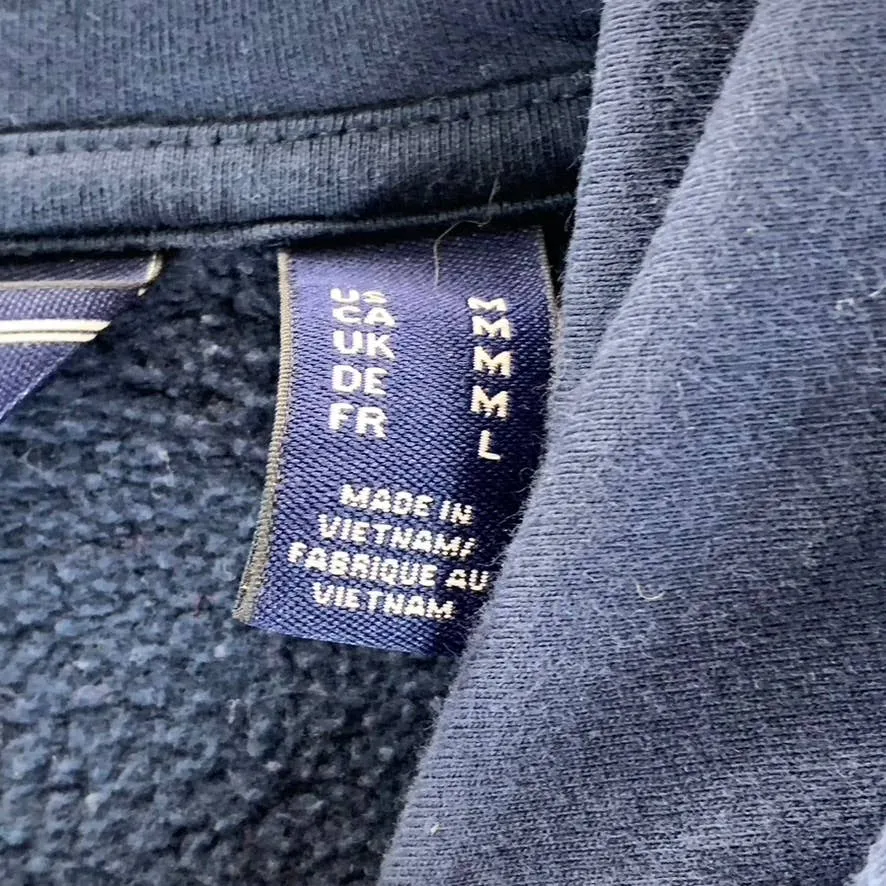 US M
CA M
UK M
DE M
FR L
MADE IN
VIETNAM/
FABRIQUE AU
VIETNAM